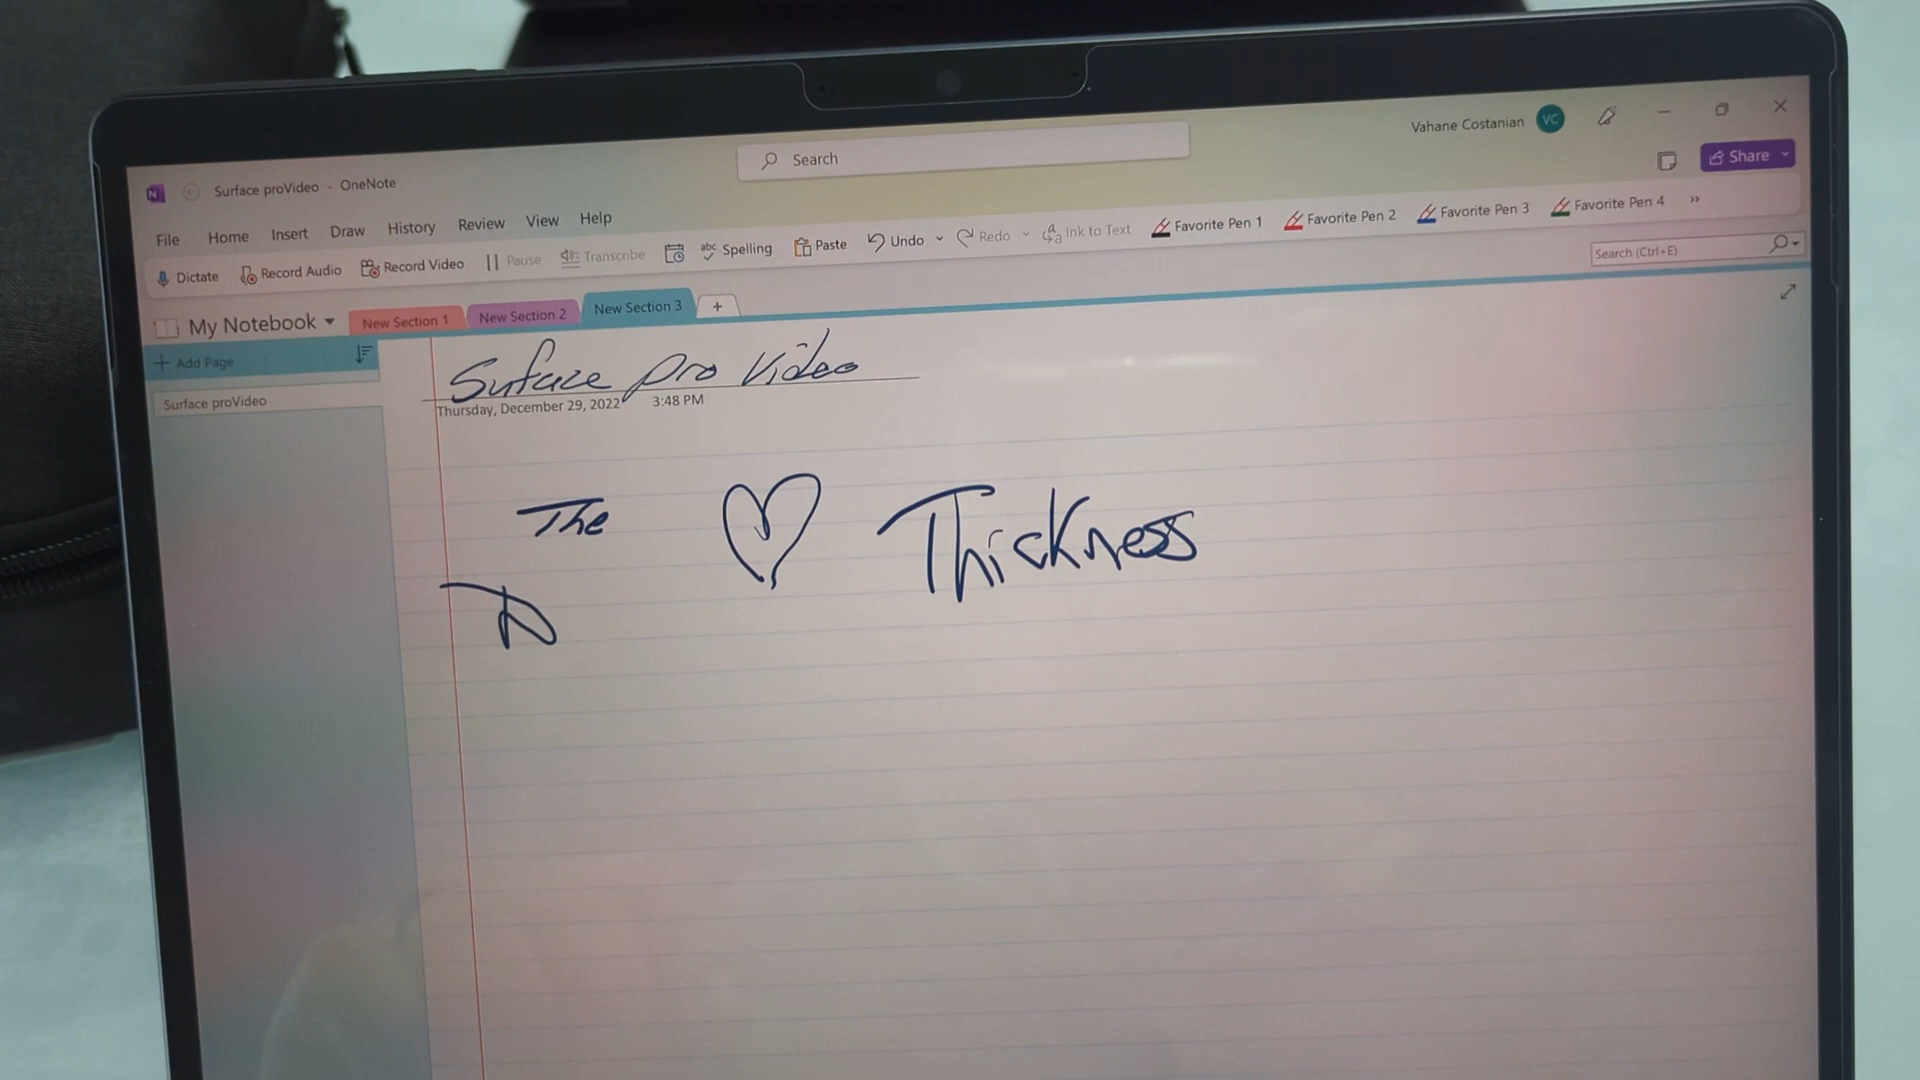 Vahane Costanian VC
Search
Surface proVideo - OneNote
Share
File Home Insert Draw History Review View Help
Dictate Record Audio Record Video Pause Transcribe abc Spelling Paste Undo Redo Ink to Text Favorite Pen 1 Favorite Pen 2 Favorite Pen 3 Favorite Pen 4 »
Search (Ctrl+E)
My Notebook New Section 1 New Section 2 New Section 3 +
+ Add Page
Surface proVideo
Surface pro Video
Thursday, December 29, 2022 3:48 PM
The ♡ Thickness